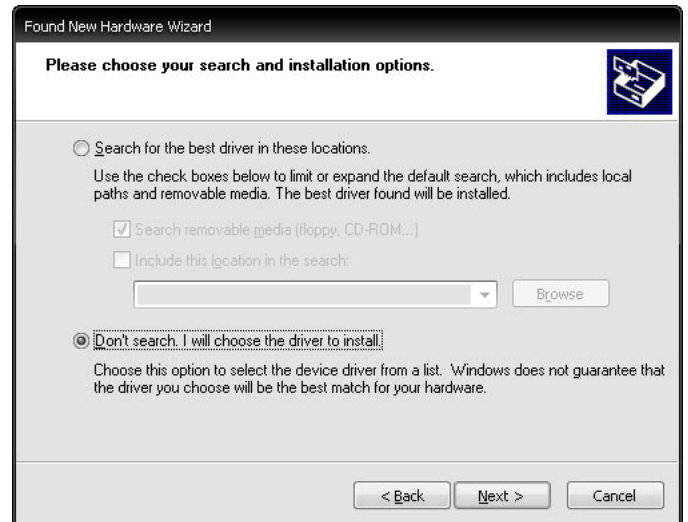 Found New Hardware Wizard
Please choose your search and installation options.
Search for the best driver in these locations.
Use the check boxes below to limit or expand the default search, which includes local
paths and removable media. The best driver found will be installed.
Search removable media (floppy, CD-ROM...)
Include this location in the search:
Browse
Don't search. I will choose the driver to install.
Choose this option to select the device driver from a list. Windows does not guarantee that
the driver you choose will be the best match for your hardware.
< Back
Next >
Cancel